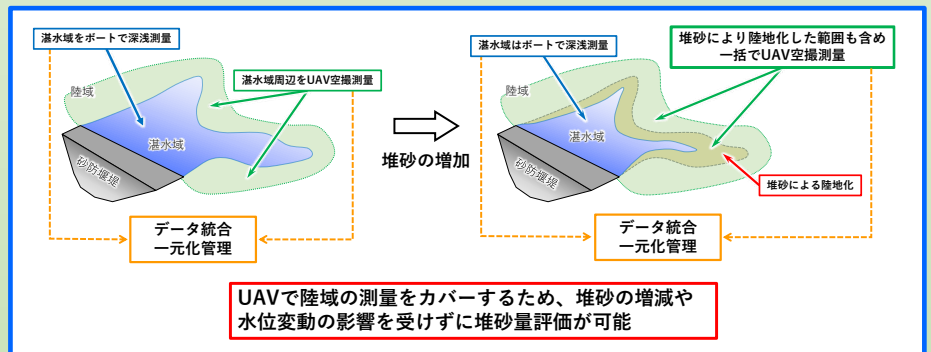 湛水域をボートで深浅測量
湛水域周辺をUAV空撮測量
陸域
湛水域
砂防堰堤
データ統合
一元化管理
堆砂の増加
湛水域はボートで深浅測量
堆砂により陸地化した範囲も含め
一括でUAV空撮測量
陸域
湛水域
砂防堰堤
堆砂による陸地化
データ統合
一元化管理
UAVで陸域の測量をカバーするため、堆砂の増減や
水位変動の影響を受けずに堆砂量評価が可能